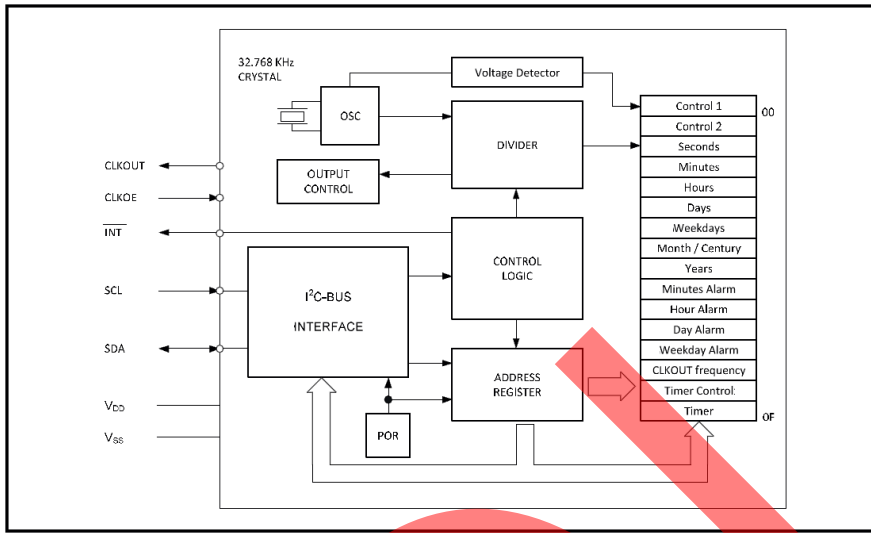 32.768 KHz
CRYSTAL
OSC
Voltage Detector
DIVIDER
OUTPUT
CONTROL
CLKOUT
CLKOE
INT
SCL
SDA
VDD
VSS
I²C-BUS
INTERFACE
CONTROL
LOGIC
ADDRESS
REGISTER
POR
Control 1
00
Control 2
Seconds
Minutes
Hours
Days
Weekdays
Month / Century
Years
Minutes Alarm
Hour Alarm
Day Alarm
Weekday Alarm
CLKOUT frequency
Timer Control:
Timer
0F